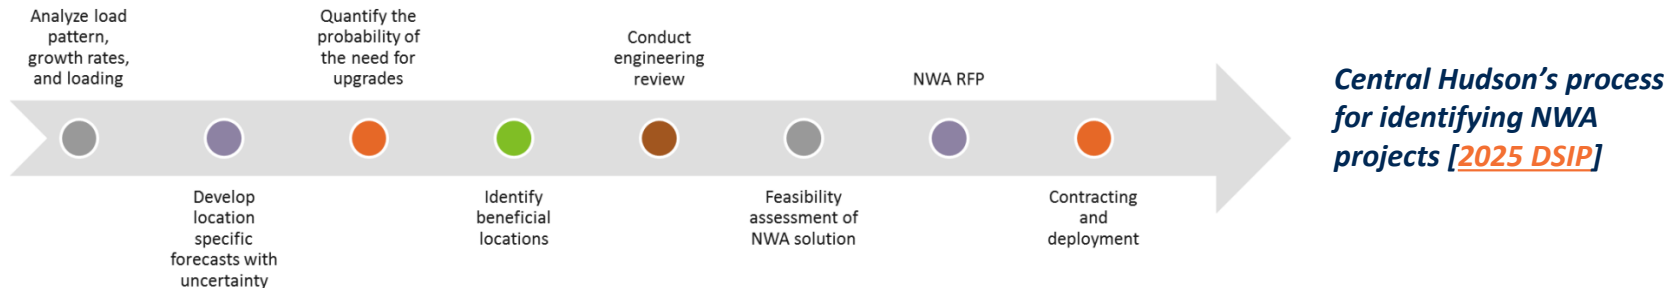 Analyze load
pattern,
growth rates,
and loading
Develop
location
specific
forecasts with
uncertainty
Quantify the
probability of
the need for
upgrades
Identify
beneficial
locations
Conduct
engineering
review
Feasibility
assessment of
NWA solution
NWA RFP
Contracting
and
deployment
Central Hudson’s process
for identifying NWA
projects [2025 DSIP]